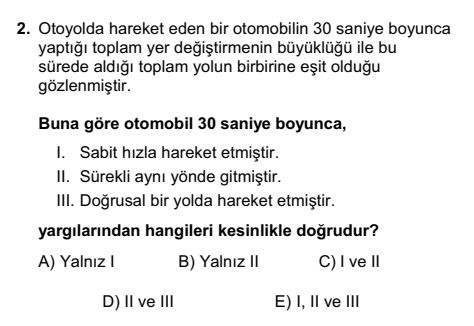 2. Otoyolda hareket eden bir otomobilin 30 saniye boyunca
yaptığı toplam yer değiştirmenin büyüklüğü ile bu
sürede aldığı toplam yolun birbirine eşit olduğu
gözlenmiştir.
Buna göre otomobil 30 saniye boyunca,
I. Sabit hızla hareket etmiştir.
II. Sürekli aynı yönde gitmiştir.
III. Doğrusal bir yolda hareket etmiştir.
yargılarından hangileri kesinlikle doğrudur?
A) Yalnız I B) Yalnız II C) I ve II
D) II ve III E) I, II ve III